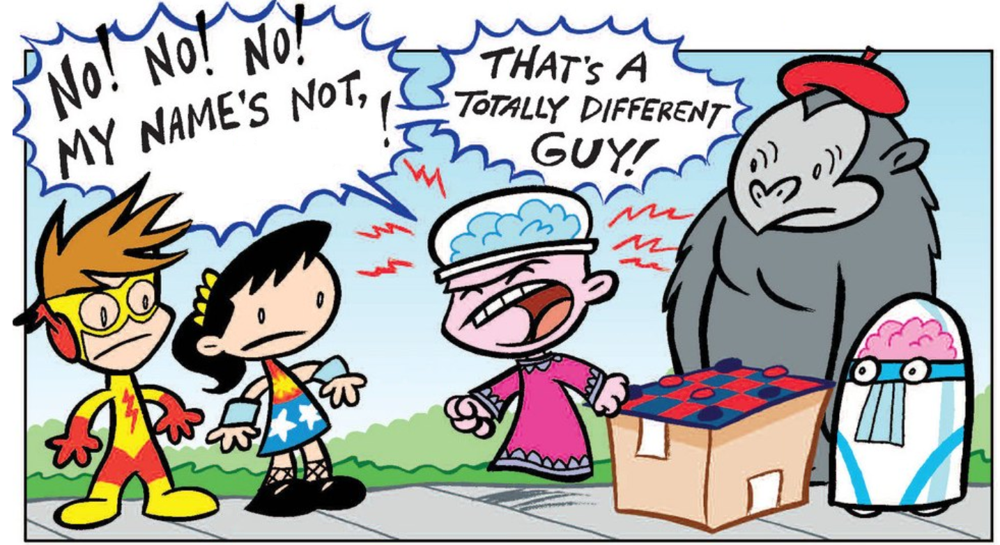 NO! NO! NO!
MY NAME'S NOT, !
THAT'S A
TOTALLY DIFFERENT
GUY!